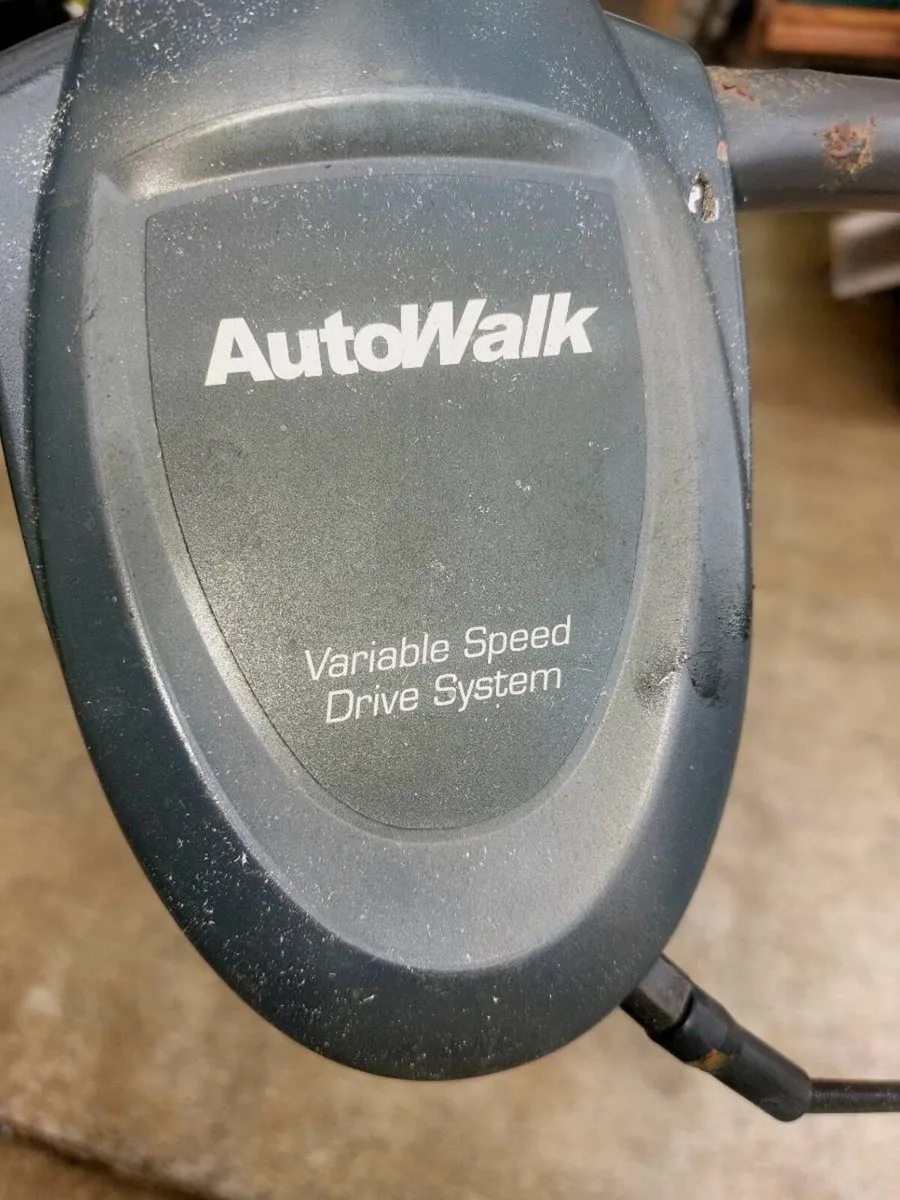 AutoWalk
Variable Speed
Drive System